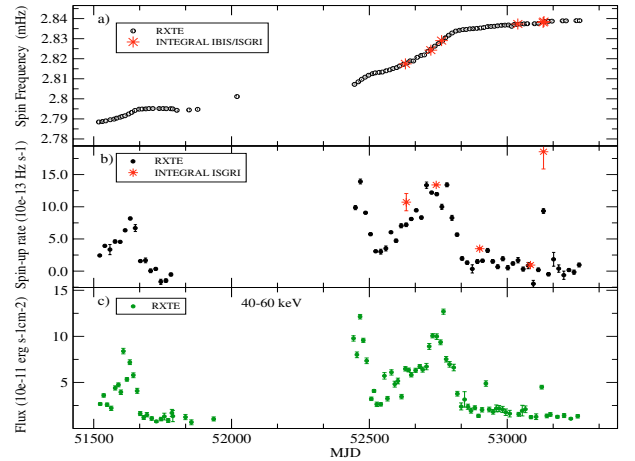 Spin Frequency (mHz)
2.84
2.83
2.82
2.81
2.80
2.79
2.78
a)
RXTE
INTEGRAL IBIS/ISGRI
Spin-up rate (10e-13 Hz s-1)
15.0
10.0
5.0
0.0
b)
RXTE
INTEGRAL ISGRI
Flux (10e-11 erg s-1cm-2)
15
10
5
0
c)
RXTE
40-60 keV
51500
52000
52500
53000
MJD